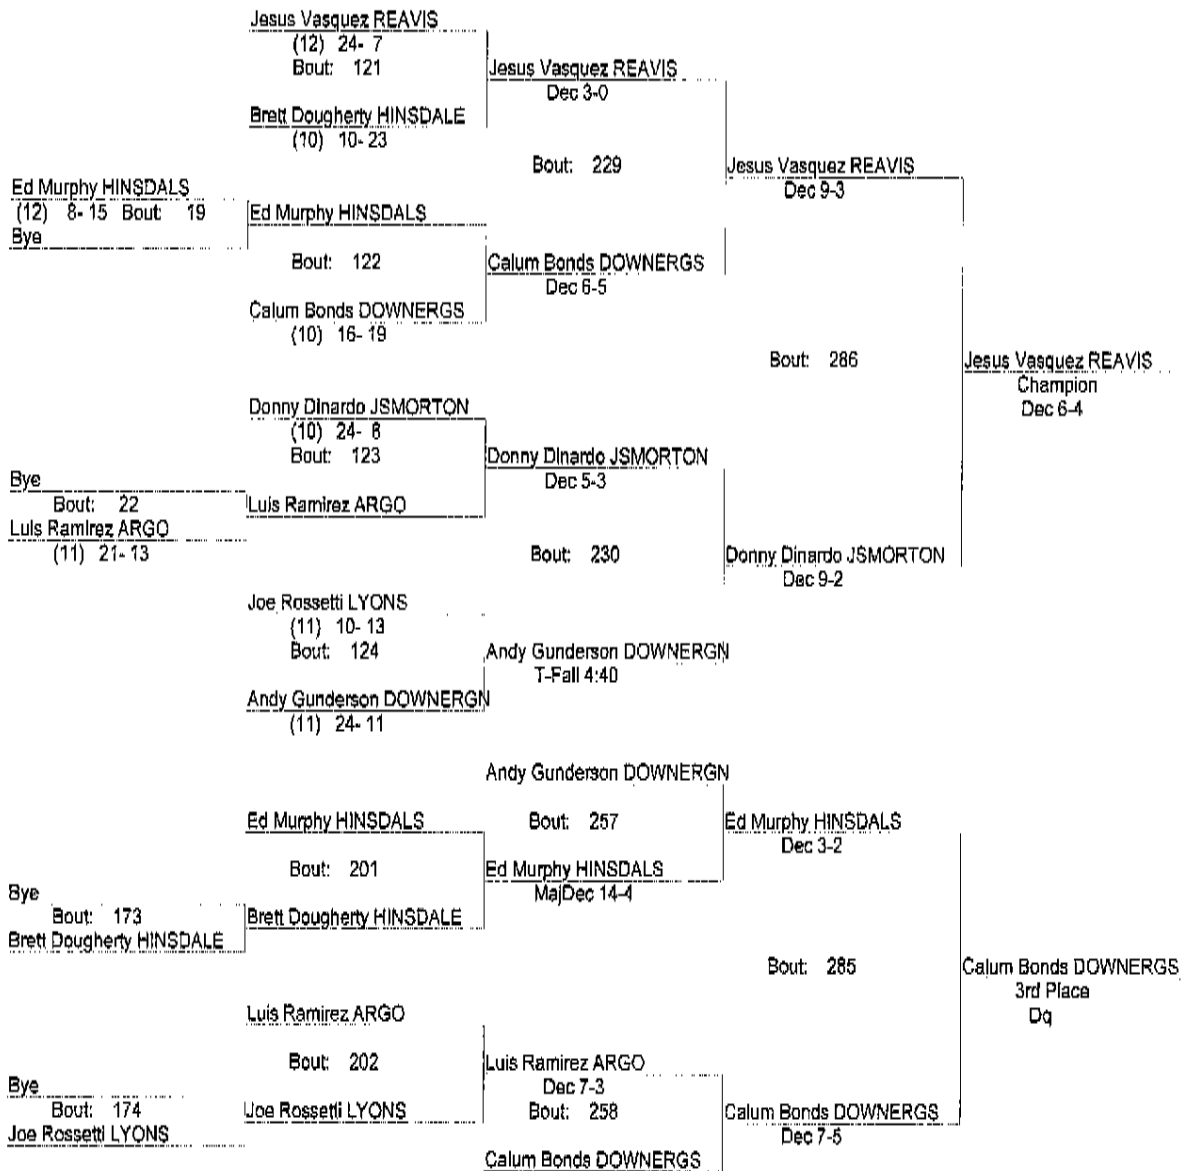 Jesus Vasquez REAVIS
(12) 24- 7
Bout: 121
Jesus Vasquez REAVIS
Dec 3-0
Brett Dougherty HINSDALE
(10) 10- 23
Bout: 229
Jesus Vasquez REAVIS
Dec 9-3
Ed Murphy HINSDALS
(12) 8- 15 Bout: 19
Bye
Ed Murphy HINSDALS
Bout: 122
Calum Bonds DOWNERGS
Dec 6-5
Calum Bonds DOWNERGS
(10) 16- 19
Bout: 286
Jesus Vasquez REAVIS
Champion
Dec 6-4
Donny Dinardo JSMORTON
(10) 24- 6
Bout: 123
Donny Dinardo JSMORTON
Dec 5-3
Bye
Bout: 22
Luis Ramirez ARGO
Luis Ramirez ARGO
(11) 21- 13
Bout: 230
Donny Dinardo JSMORTON
Dec 9-2
Joe Rossetti LYONS
(11) 10- 13
Bout: 124
Andy Gunderson DOWNERGN
T-Fall 4:40
Andy Gunderson DOWNERGN
(11) 24- 11
Andy Gunderson DOWNERGN
Ed Murphy HINSDALS
Bout: 257
Ed Murphy HINSDALS
Dec 3-2
Bout: 201
Ed Murphy HINSDALS
MajDec 14-4
Bye
Bout: 173
Brett Dougherty HINSDALE
Brett Dougherty HINSDALE
Bout: 285
Calum Bonds DOWNERGS
3rd Place
Dq
Luis Ramirez ARGO
Bout: 202
Luis Ramirez ARGO
Dec 7-3
Bye
Bout: 174
Joe Rossetti LYONS
Joe Rossetti LYONS
Bout: 258
Calum Bonds DOWNERGS
Dec 7-5
Calum Bonds DOWNERGS